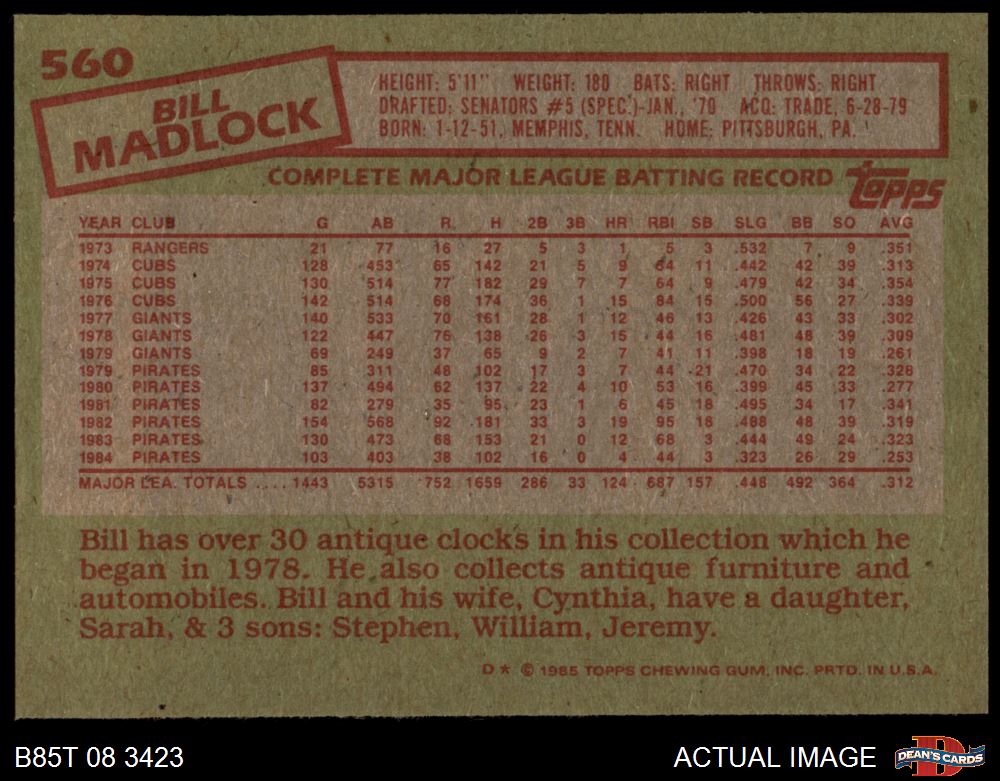 560
BILL
MADLOCK
HEIGHT: 5'11" WEIGHT: 180 BATS: RIGHT THROWS: RIGHT
DRAFTED: SENATORS #5 (SPEC.)-JAN., '70 ACQ: TRADE, 6-28-79
BORN: 1-12-51, MEMPHIS, TENN. HOME: PITTSBURGH, PA.
COMPLETE MAJOR LEAGUE BATTING RECORD topps
YEAR CLUB G AB R H 2B 3B HR RBI SB SLG BB SO AVG
1973 RANGERS 21 77 16 27 5 3 1 5 3 .532 7 9 .351
1974 CUBS 128 453 65 142 21 5 9 54 11 .442 42 39 .313
1975 CUBS 130 514 77 182 29 7 7 64 9 .479 42 34 .354
1976 CUBS 142 514 68 174 36 1 15 84 15 .500 56 27 .339
1977 GIANTS 140 533 70 161 28 1 12 46 13 .426 43 33 .302
1978 GIANTS 122 447 76 138 26 3 15 44 16 .481 48 39 .309
1979 GIANTS 69 249 37 65 9 2 7 41 11 .398 18 19 .261
1979 PIRATES 85 311 48 102 17 3 7 44 21 .470 34 22 .328
1980 PIRATES 137 494 62 137 22 4 10 53 16 .399 45 33 .277
1981 PIRATES 82 279 35 95 23 1 6 45 18 .495 34 17 .341
1982 PIRATES 154 568 92 181 33 3 19 95 18 .488 48 39 .319
1983 PIRATES 130 473 68 153 21 0 12 68 3 .444 49 24 .323
1984 PIRATES 103 403 38 102 16 0 4 44 3 .323 26 29 .253
MAJOR LEA. TOTALS .... 1443 5315 752 1659 286 33 124 687 157 .448 492 364 .312
Bill has over 30 antique clocks in his collection which he
began in 1978. He also collects antique furniture and
automobiles. Bill and his wife, Cynthia, have a daughter,
Sarah, & 3 sons: Stephen, William, Jeremy.
D* © 1985 TOPPS CHEWING GUM, INC. PRTD. IN U.S.A.
B85T 08 3423 ACTUAL IMAGE DEAN'S CARDS